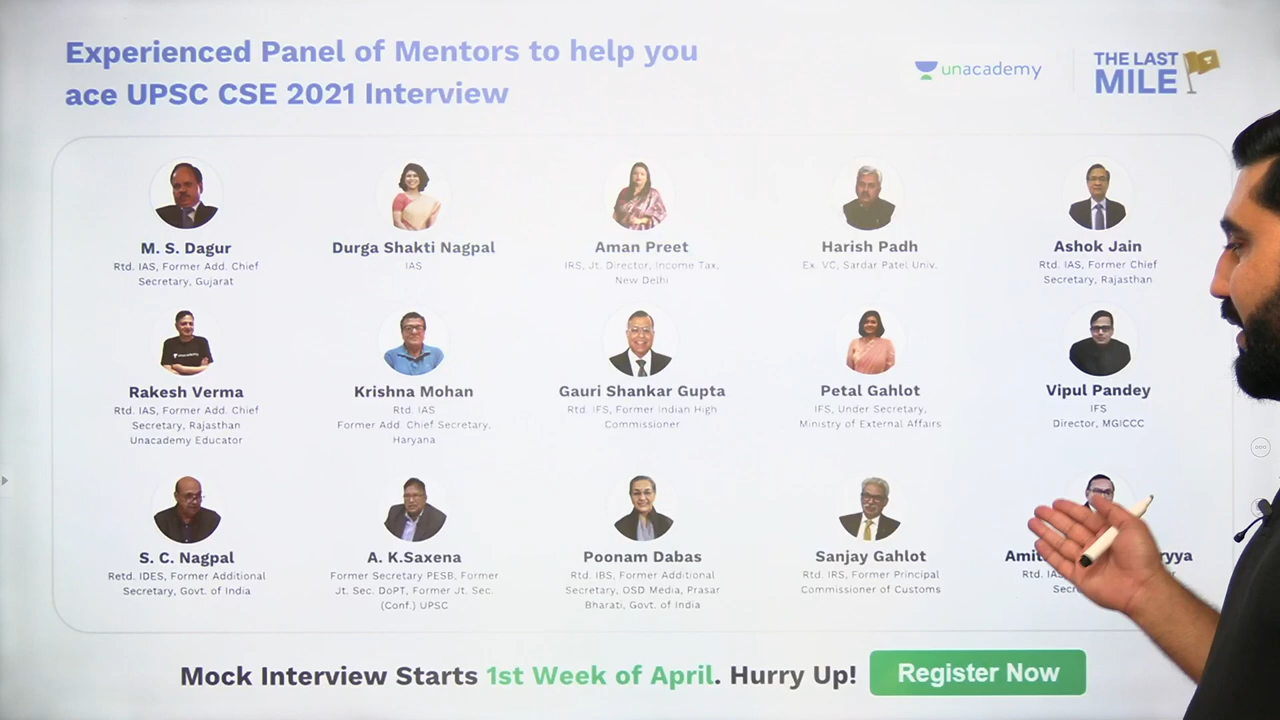 Experienced Panel of Mentors to help you
ace UPSC CSE 2021 Interview
unacademy
THE LAST
MILE
M. S. Dagur
Rtd. IAS, Former Add. Chief
Secretary, Gujarat
Durga Shakti Nagpal
IAS
Aman Preet
IRS, Jt. Director, Income Tax,
New Delhi
Harish Padh
Ex. VC, Sardar Patel Univ.
Ashok Jain
Rtd. IAS, Former Chief
Secretary, Rajasthan
Rakesh Verma
Rtd. IAS, Former Add. Chief
Secretary, Rajasthan
Unacademy Educator
Krishna Mohan
Rtd. IAS
Former Add. Chief Secretary,
Haryana
Gauri Shankar Gupta
Rtd. IFS, Former Indian High
Commissioner
Petal Gahlot
IFS, Under Secretary,
Ministry of External Affairs
Vipul Pandey
IFS
Director, MGICCC
S. C. Nagpal
Retd. IDES, Former Additional
Secretary, Govt. of India
A. K.Saxena
Former Secretary PESB, Former
Jt. Sec. DoPT, Former Jt. Sec.
(Conf.) UPSC
Poonam Dabas
Rtd. IBS, Former Additional
Secretary, OSD Media, Prasar
Bharati, Govt. of India
Sanjay Gahlot
Rtd. IRS, Former Principal
Commissioner of Customs
Rtd.
Mock Interview Starts 1st Week of April. Hurry Up!
Register Now